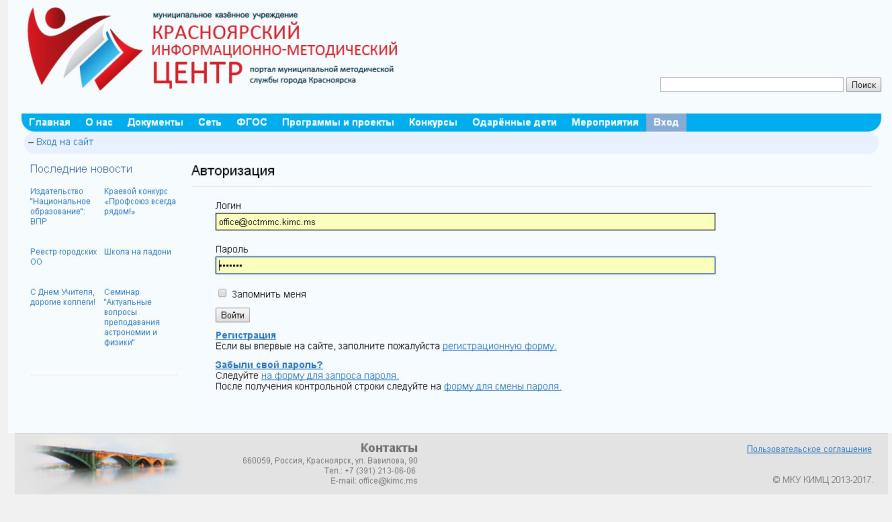 муниципальное казённое учреждение
КРАСНОЯРСКИЙ
ИНФОРМАЦИОННО-МЕТОДИЧЕСКИЙ
ЦЕНТР портал муниципальной методической
службы города Красноярска
Поиск
Главная О нас Документы Сеть ФГОС Программы и проекты Конкурсы Одарённые дети Мероприятия Вход
– Вход на сайт
Последние новости
Издательство
"Национальное
образование":
ВПР
Краевой конкурс
«Профсоюз всегда
рядом!»
Реестр городских
ОО
Школа на ладони
С Днем Учителя,
дорогие коллеги!
Семинар
"Актуальные
вопросы
преподавания
астрономии и
физики"
Авторизация
Логин
office@octmmc.kimc.ms
Пароль
•••••••
Запомнить меня
Войти
Регистрация
Если вы впервые на сайте, заполните пожалуйста регистрационную форму.
Забыли свой пароль?
Следуйте на форму для запроса пароля.
После получения контрольной строки следуйте на форму для смены пароля.
Контакты
660059, Россия, Красноярск, ул. Вавилова, 90
Тел.: +7 (391) 213-06-06
E-mail: office@kimc.ms
Пользовательское соглашение
© МКУ КИМЦ 2013-2017.